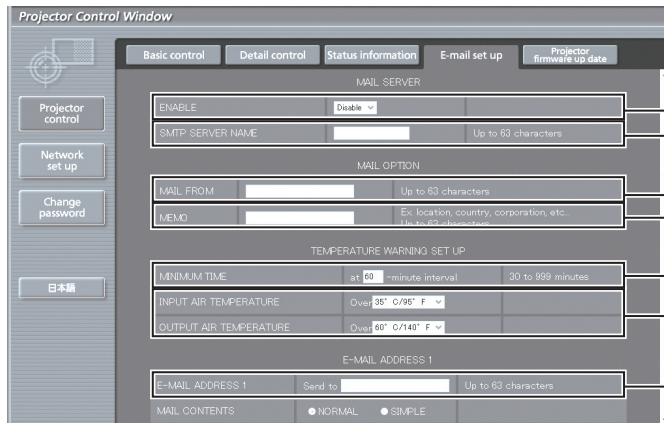 Projector Control Window
Basic control
Detail control
Status information
E-mail set up
Projector
firmware up date
Projector
control
Network
set up
Change
password
日本語
MAIL SERVER
ENABLE Disable
SMTP SERVER NAME Up to 63 characters
MAIL OPTION
MAIL FROM Up to 63 characters
MEMO Ex. location, country, corporation, etc..
Up to 63 characters
TEMPERATURE WARNING SET UP
MINIMUM TIME at 60 -minute interval 30 to 999 minutes
INPUT AIR TEMPERATURE Over 35° C/95° F
OUTPUT AIR TEMPERATURE Over 60° C/140° F
E-MAIL ADDRESS 1
E-MAIL ADDRESS 1 Send to Up to 63 characters
MAIL CONTENTS NORMAL SIMPLE